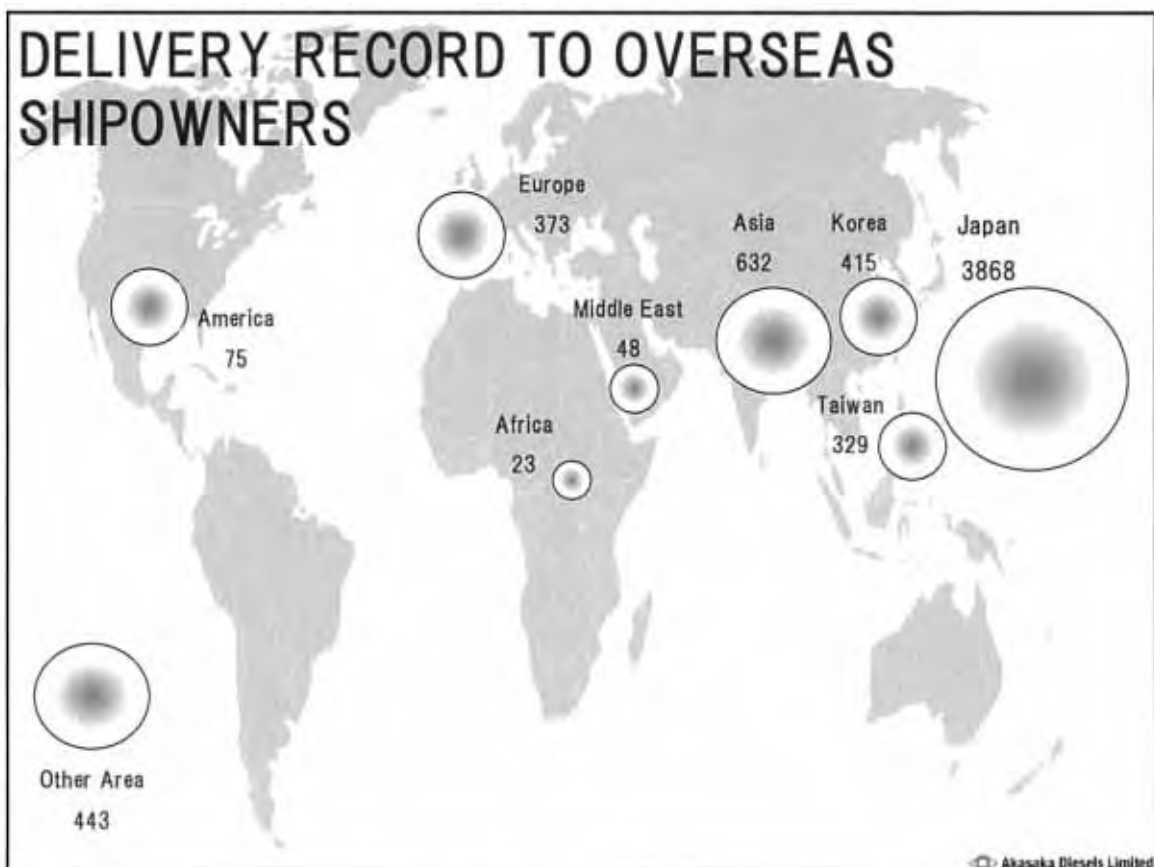 DELIVERY RECORD TO OVERSEAS
SHIPOWNERS
Europe
373
Asia
632
Korea
415
Japan
3868
America
75
Middle East
48
Taiwan
329
Africa
23
Other Area
443
Akasaka Diesels Limited